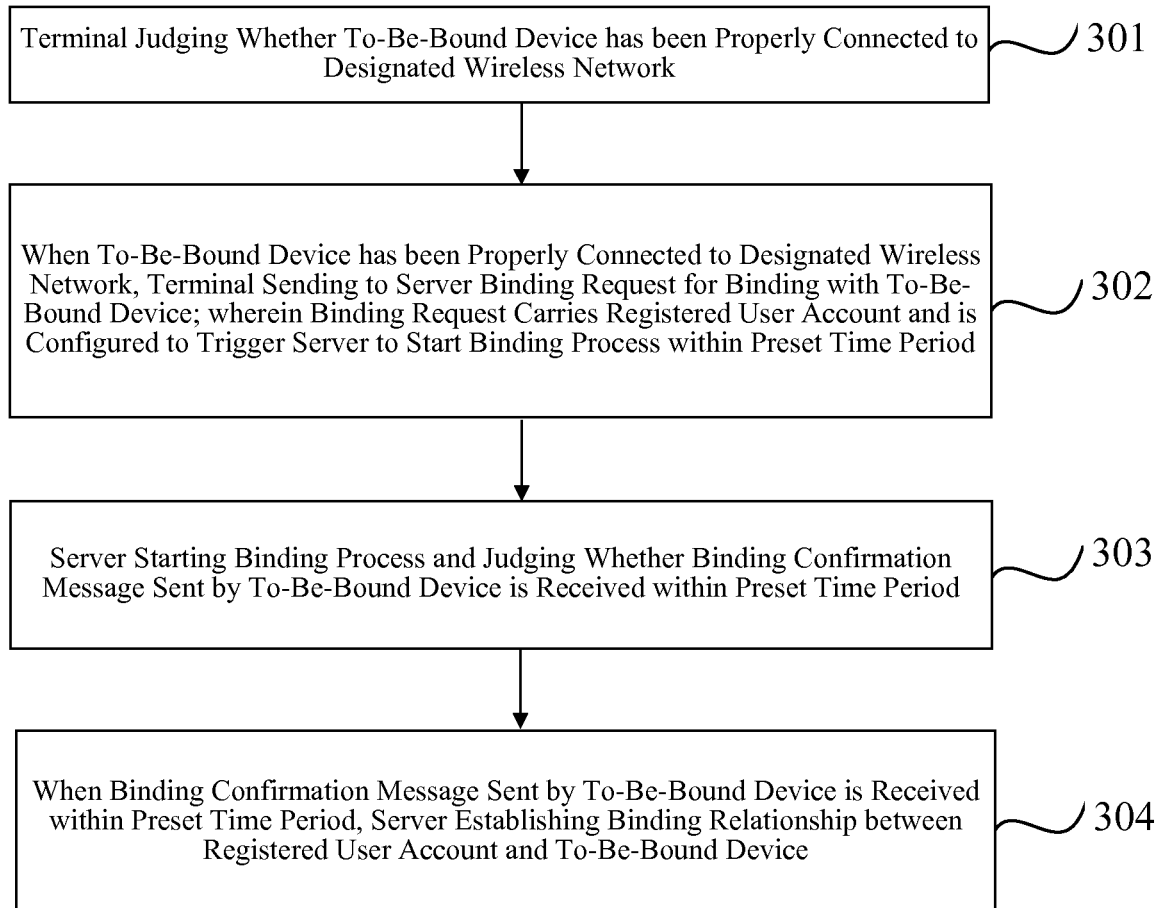 Terminal Judging Whether To-Be-Bound Device has been Properly Connected to
Designated Wireless Network
301
When To-Be-Bound Device has been Properly Connected to Designated Wireless
Network, Terminal Sending to Server Binding Request for Binding with To-Be-
Bound Device; wherein Binding Request Carries Registered User Account and is
Configured to Trigger Server to Start Binding Process within Preset Time Period
302
Server Starting Binding Process and Judging Whether Binding Confirmation
Message Sent by To-Be-Bound Device is Received within Preset Time Period
303
When Binding Confirmation Message Sent by To-Be-Bound Device is Received
within Preset Time Period, Server Establishing Binding Relationship between
Registered User Account and To-Be-Bound Device
304